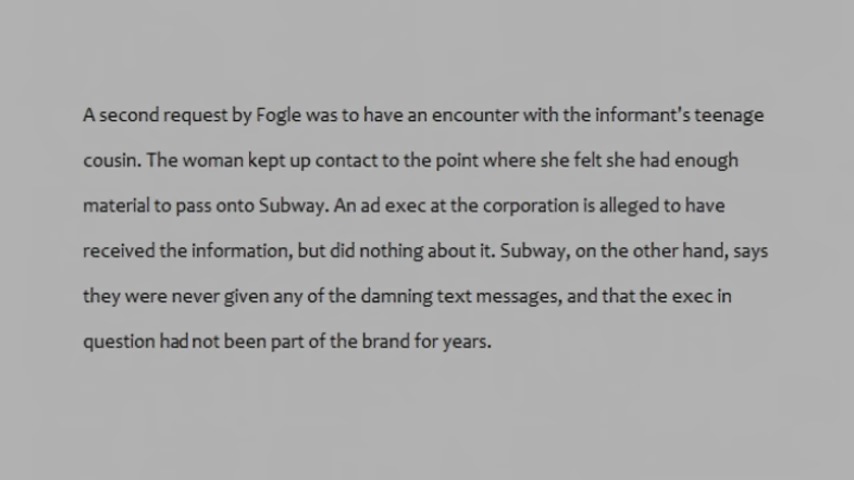 A second request by Fogle was to have an encounter with the informant's teenage
cousin. The woman kept up contact to the point where she felt she had enough
material to pass onto Subway. An ad exec at the corporation is alleged to have
received the information, but did nothing about it. Subway, on the other hand, says
they were never given any of the damning text messages, and that the exec in
question had not been part of the brand for years.